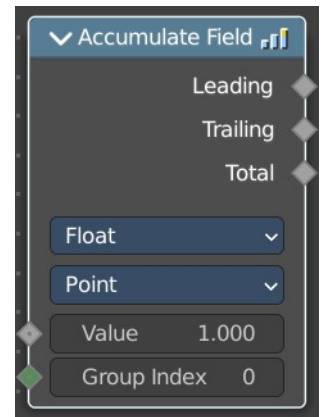 Accumulate Field
Leading
Trailing
Total
Float
Point
Value 1.000
Group Index 0